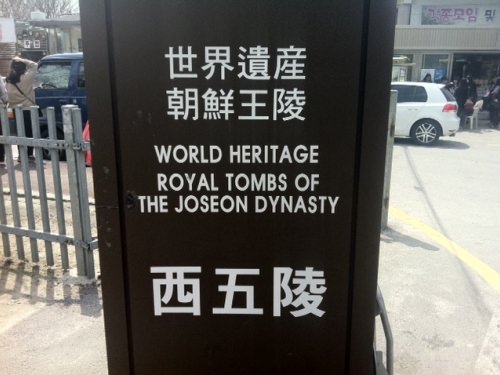 世界遺産
朝鮮王陵
WORLD HERITAGE
ROYAL TOMBS OF
THE JOSEON DYNASTY
西五陵